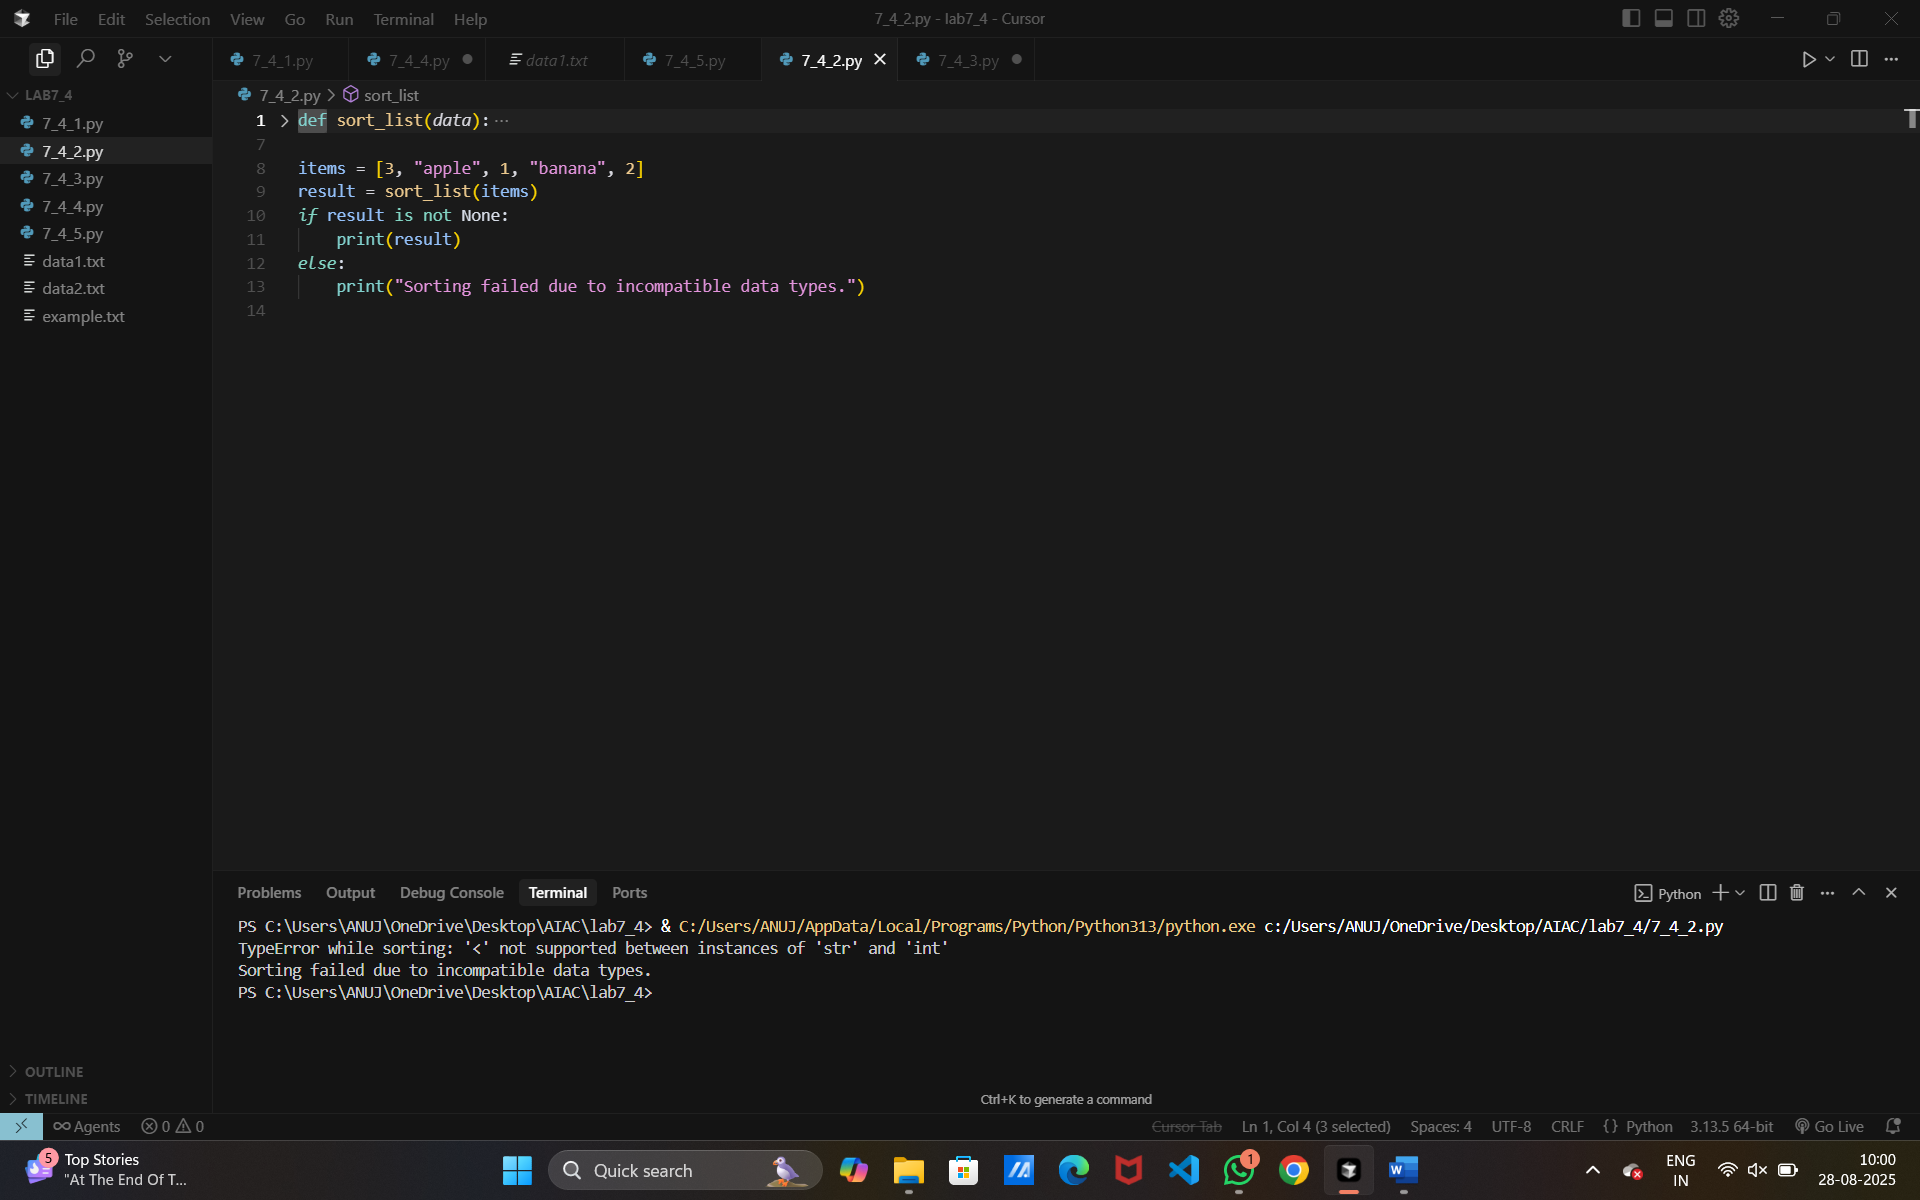 File Edit Selection View Go Run Terminal Help
7_4_2.py - lab7_4 - Cursor
7_4_1.py
7_4_4.py
data1.txt
7_4_5.py
7_4_2.py
7_4_3.py
LAB7_4
7_4_1.py
7_4_2.py
7_4_3.py
7_4_4.py
7_4_5.py
data1.txt
data2.txt
example.txt
OUTLINE
TIMELINE
7_4_2.py > sort_list
1 def sort_list(data): ···
7
8 items = [3, "apple", 1, "banana", 2]
9 result = sort_list(items)
10 if result is not None:
11 print(result)
12 else:
13 print("Sorting failed due to incompatible data types.")
14
Problems Output Debug Console Terminal Ports
Python
PS C:\Users\ANUJ\OneDrive\Desktop\AIAC\lab7_4> & C:/Users/ANUJ/AppData/Local/Programs/Python/Python313/python.exe c:/Users/ANUJ/OneDrive/Desktop/AIAC/lab7_4/7_4_2.py
TypeError while sorting: '<' not supported between instances of 'str' and 'int'
Sorting failed due to incompatible data types.
PS C:\Users\ANUJ\OneDrive\Desktop\AIAC\lab7_4>
Ctrl+K to generate a command
Agents 0 0
Cursor Tab Ln 1, Col 4 (3 selected) Spaces: 4 UTF-8 CRLF {} Python 3.13.5 64-bit Go Live
5
Top Stories
"At The End Of T...
Quick search
1
W
ENG
IN
10:00
28-08-2025